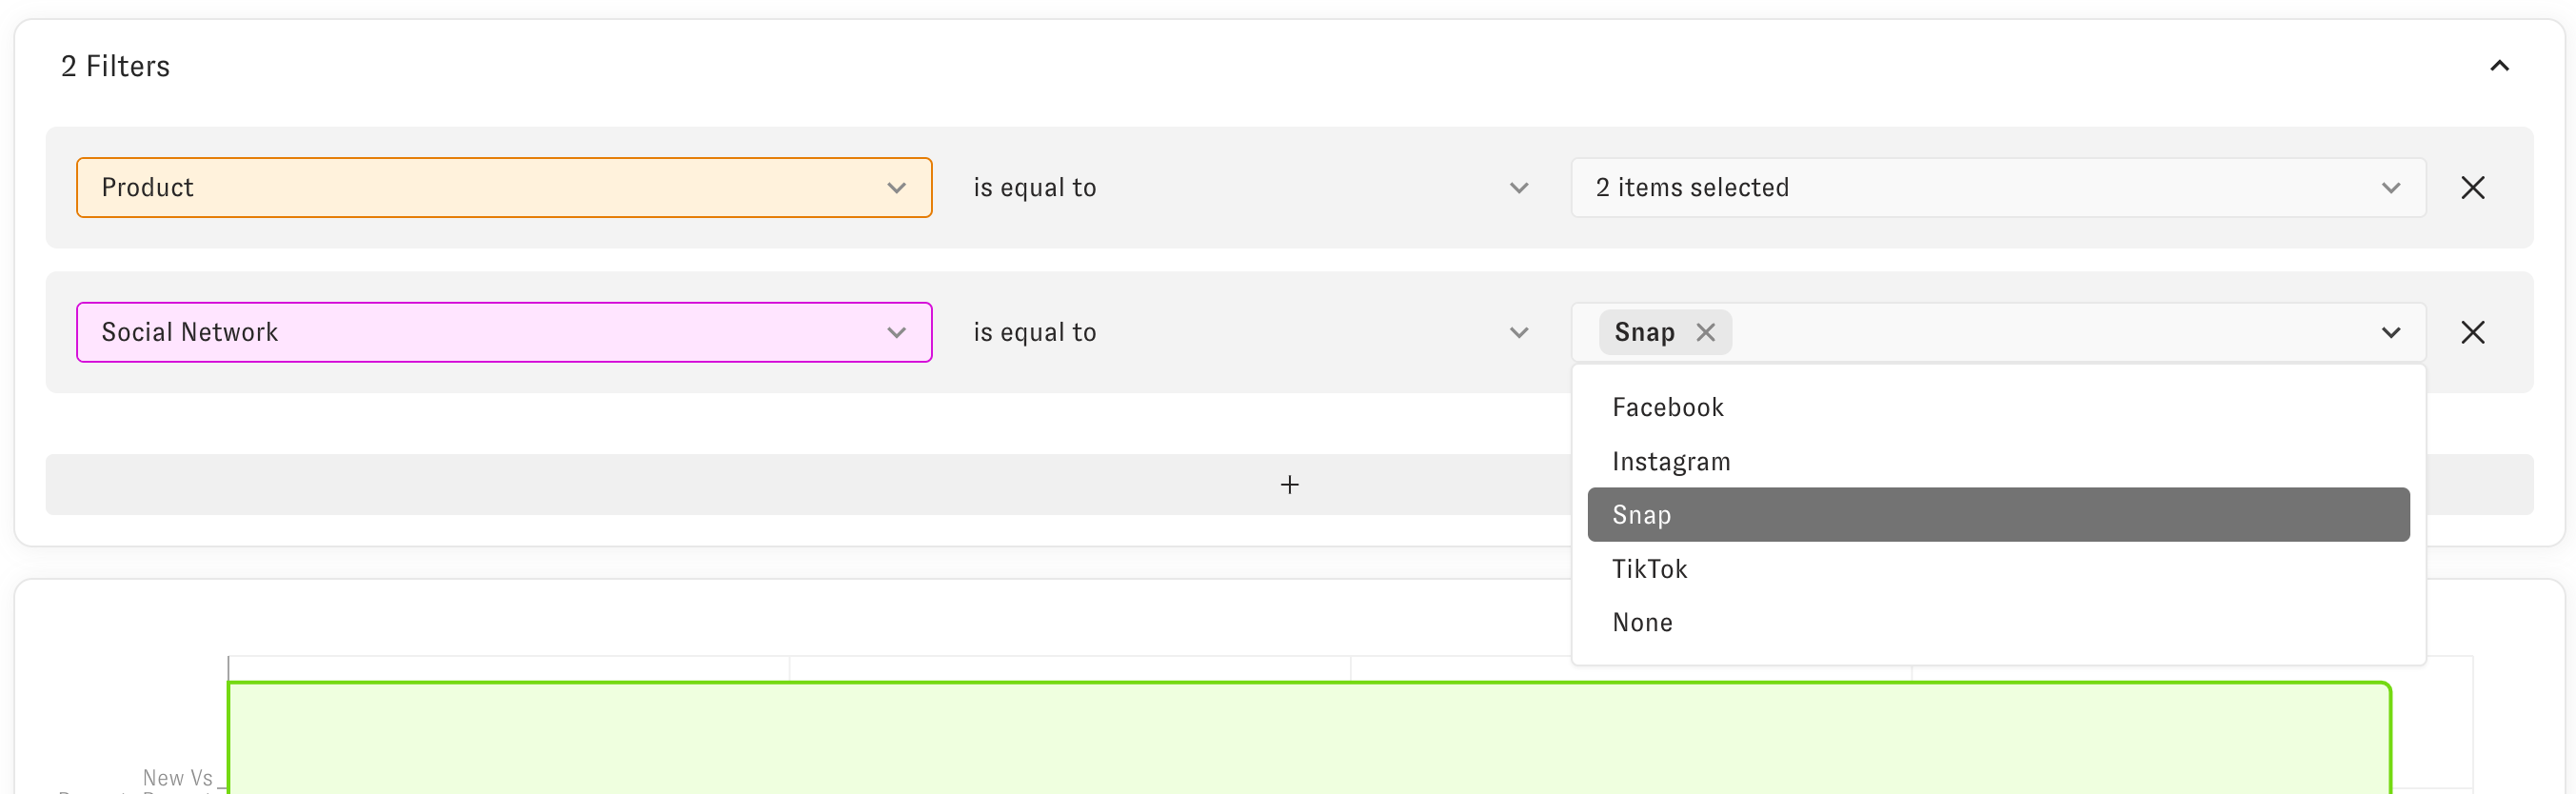 2 Filters
Product
is equal to
2 items selected
Social Network
is equal to
Snap
Facebook
Instagram
Snap
TikTok
None
New Vs